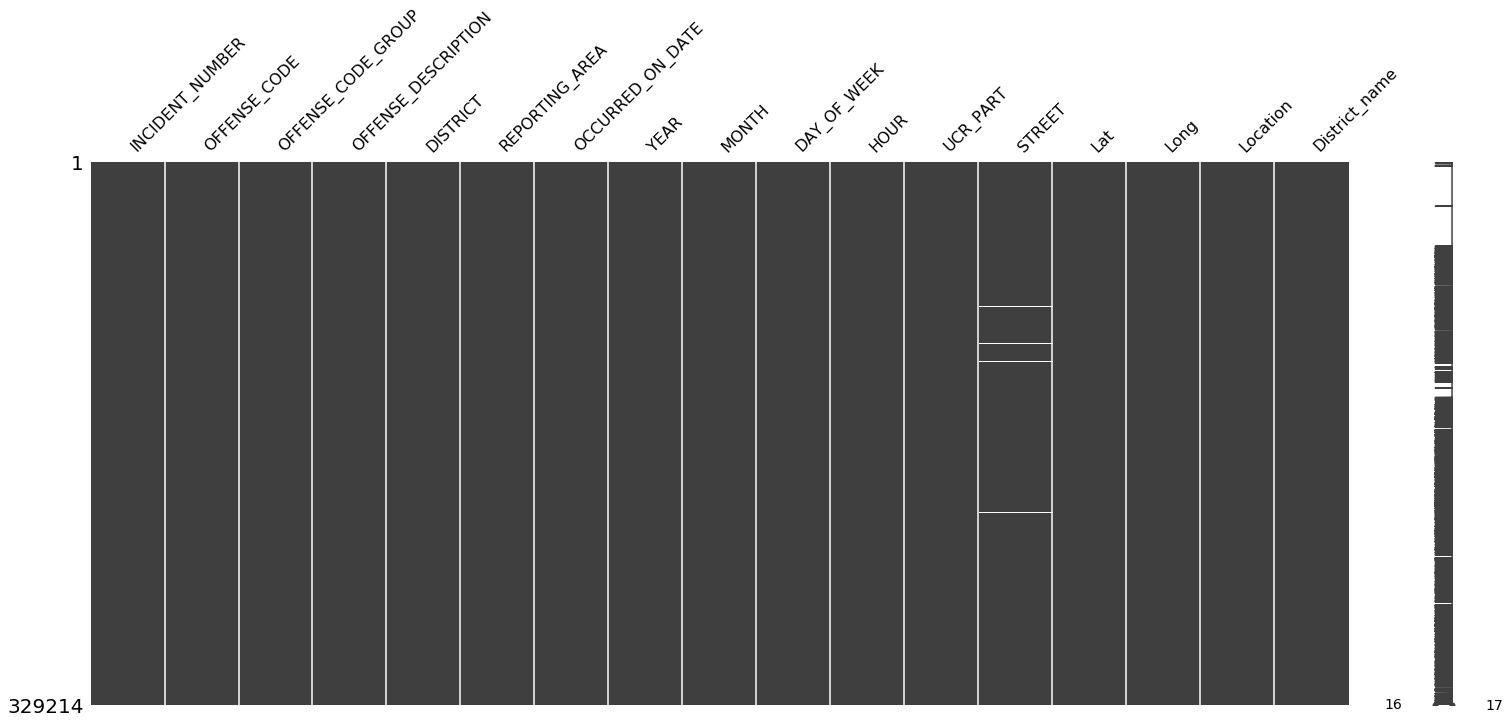 INCIDENT_NUMBER
OFFENSE_CODE
OFFENSE_CODE_GROUP
OFFENSE_DESCRIPTION
DISTRICT
REPORTING_AREA
OCCURRED_ON_DATE
YEAR
MONTH
DAY_OF_WEEK
HOUR
UCR_PART
STREET
Lat
Long
Location
District_name
1
329214
16
17